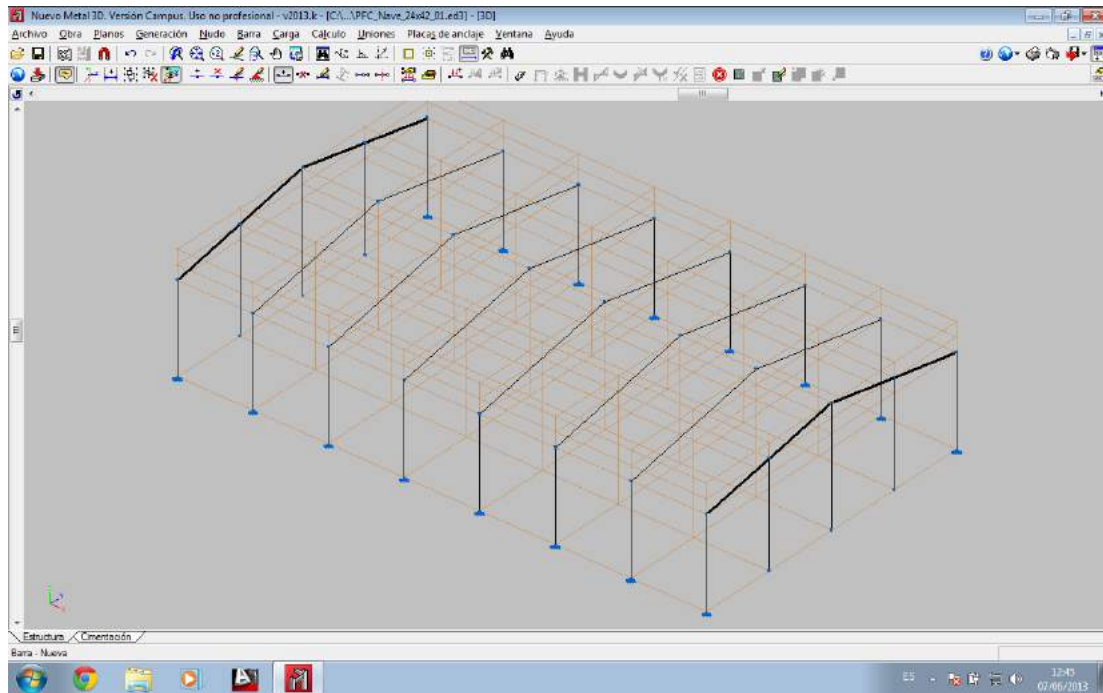 Nuevo Metal 3D. Versión Campus. Uso no profesional - v2013.k - [C:\...\PFC_Nave_24x42_01.ed3] - [3D]
Archivo Obra Planos Generación Nudo Barra Carga Cálculo Uniones Placas de anclaje Ventana Ayuda
Estructura Cimentación
Barra - Nueva
ES 12:45
07/06/2013